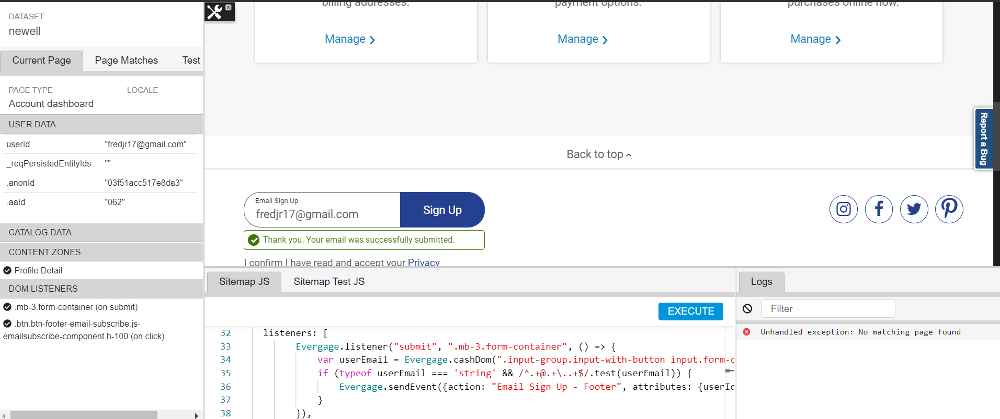 DATASET
newell
Current Page
Page Matches
Test
PAGE TYPE
LOCALE
Account dashboard
USER DATA
userId "fredjr17@gmail.com"
_reqPersistedEntityIds ""
.anonId "03f51acc517e8da3"
.aaId "062"
CATALOG DATA
CONTENT ZONES
Profile Detail
DOM LISTENERS
.mb-3.form-container (on submit)
.btn.btn-footer-email-subscribe.js-
emailsubscribe-component.h-100 (on click)
billing addresses.
payment options.
purchases online now.
Manage
Manage
Manage
Report a Bug
Back to top
Email Sign Up
fredjr17@gmail.com
Sign Up
Thank you. Your email was successfully submitted.
I confirm I have read and accept your Privacy
Sitemap JS
Sitemap Test JS
EXECUTE
32 listeners: [
33 Evergage.listener("submit", ".mb-3.form-container", () => {
34 var userEmail = Evergage.cashDom(".input-group.input-with-button input.form-c
35 if (typeof userEmail === 'string' && /^.+@.+\..+$/.test(userEmail)) {
36 Evergage.sendEvent({action: "Email Sign Up - Footer", attributes: {userId
37 }
38 }),
Logs
Filter
Unhandled exception: No matching page found